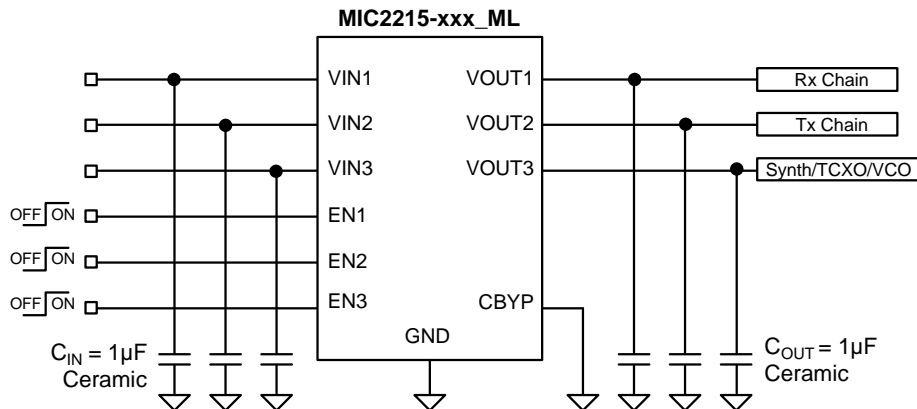 MIC2215-xxx_ML
VIN1
VOUT1
Rx Chain
VIN2
VOUT2
Tx Chain
VIN3
VOUT3
Synth/TCXO/VCO
OFF ON
EN1
OFF ON
EN2
OFF ON
EN3
CBYP
GND
CIN = 1µF
Ceramic
COUT = 1µF
Ceramic